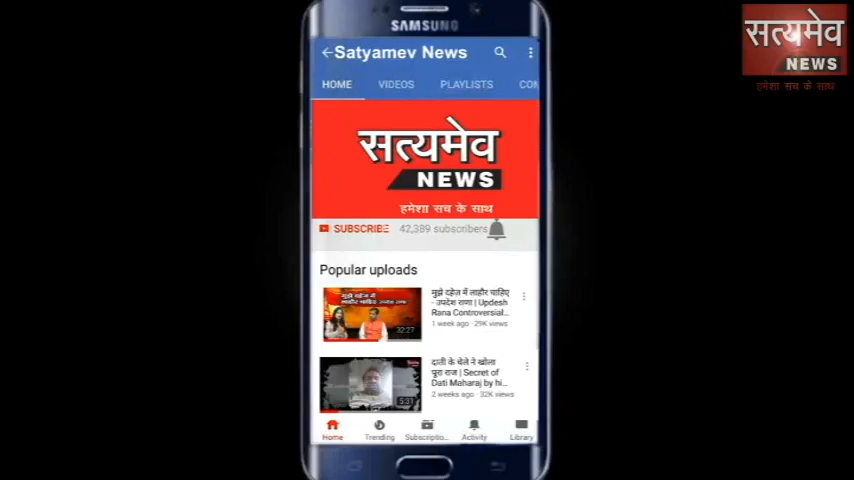 SAMSUNG
सत्यमेव
NEWS
हमेशा सच के साथ
Satyamev News
HOME VIDEOS PLAYLISTS
सत्यमेव
NEWS
हमेशा सच के साथ
SUBSCRIBE 42,389 subscribers
Popular uploads
मुझे दहेज में
लाहौर चाहिए
32:27
मुझे दहेज में लाहौर चाहिए
- उपदेश राणा | Updesh
Rana Controversial...
1 week ago · 29K views
5:31
दाती के चेले ने खोला
पूरा राज | Secret of
Dati Maharaj by hi...
2 weeks ago · 32K views
Home Trending Subscriptio... Activity Library